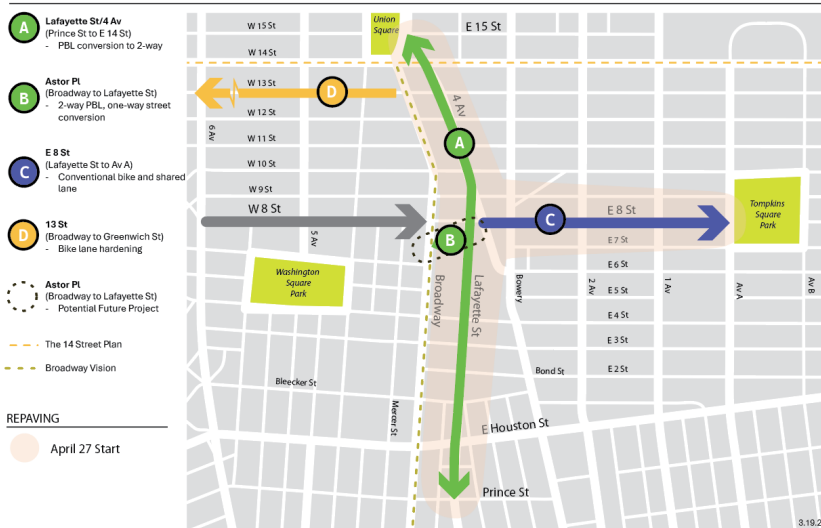 A
Lafayette St/4 Av
(Prince St to E 14 St)
- PBL conversion to 2-way
B
Astor Pl
(Broadway to Lafayette St)
- 2-way PBL, one-way street
conversion
C
E 8 St
(Lafayette St to Av A)
- Conventional bike and shared
lane
D
13 St
(Broadway to Greenwich St)
- Bike lane hardening
Astor Pl
(Broadway to Lafayette St)
- Potential Future Project
The 14 Street Plan
Broadway Vision
REPAVING
April 27 Start
W 15 St
Union
Square
E 15 St
W 14 St
W 13 St
D
W 12 St
4 Av
6 Av
W 11 St
A
W 10 St
W 9 St
W 8 St
5 Av
B
C
E 8 St
Tompkins
Square
Park
E 7 St
Washington
Square
Park
Broadway
Lafayette St
Bowery
2 Av
1 Av
Av A
Av B
E 6 St
E 5 St
E 4 St
E 3 St
Bond St
E 2 St
Bleecker St
Mercer St
E Houston St
Prince St
3.19.2